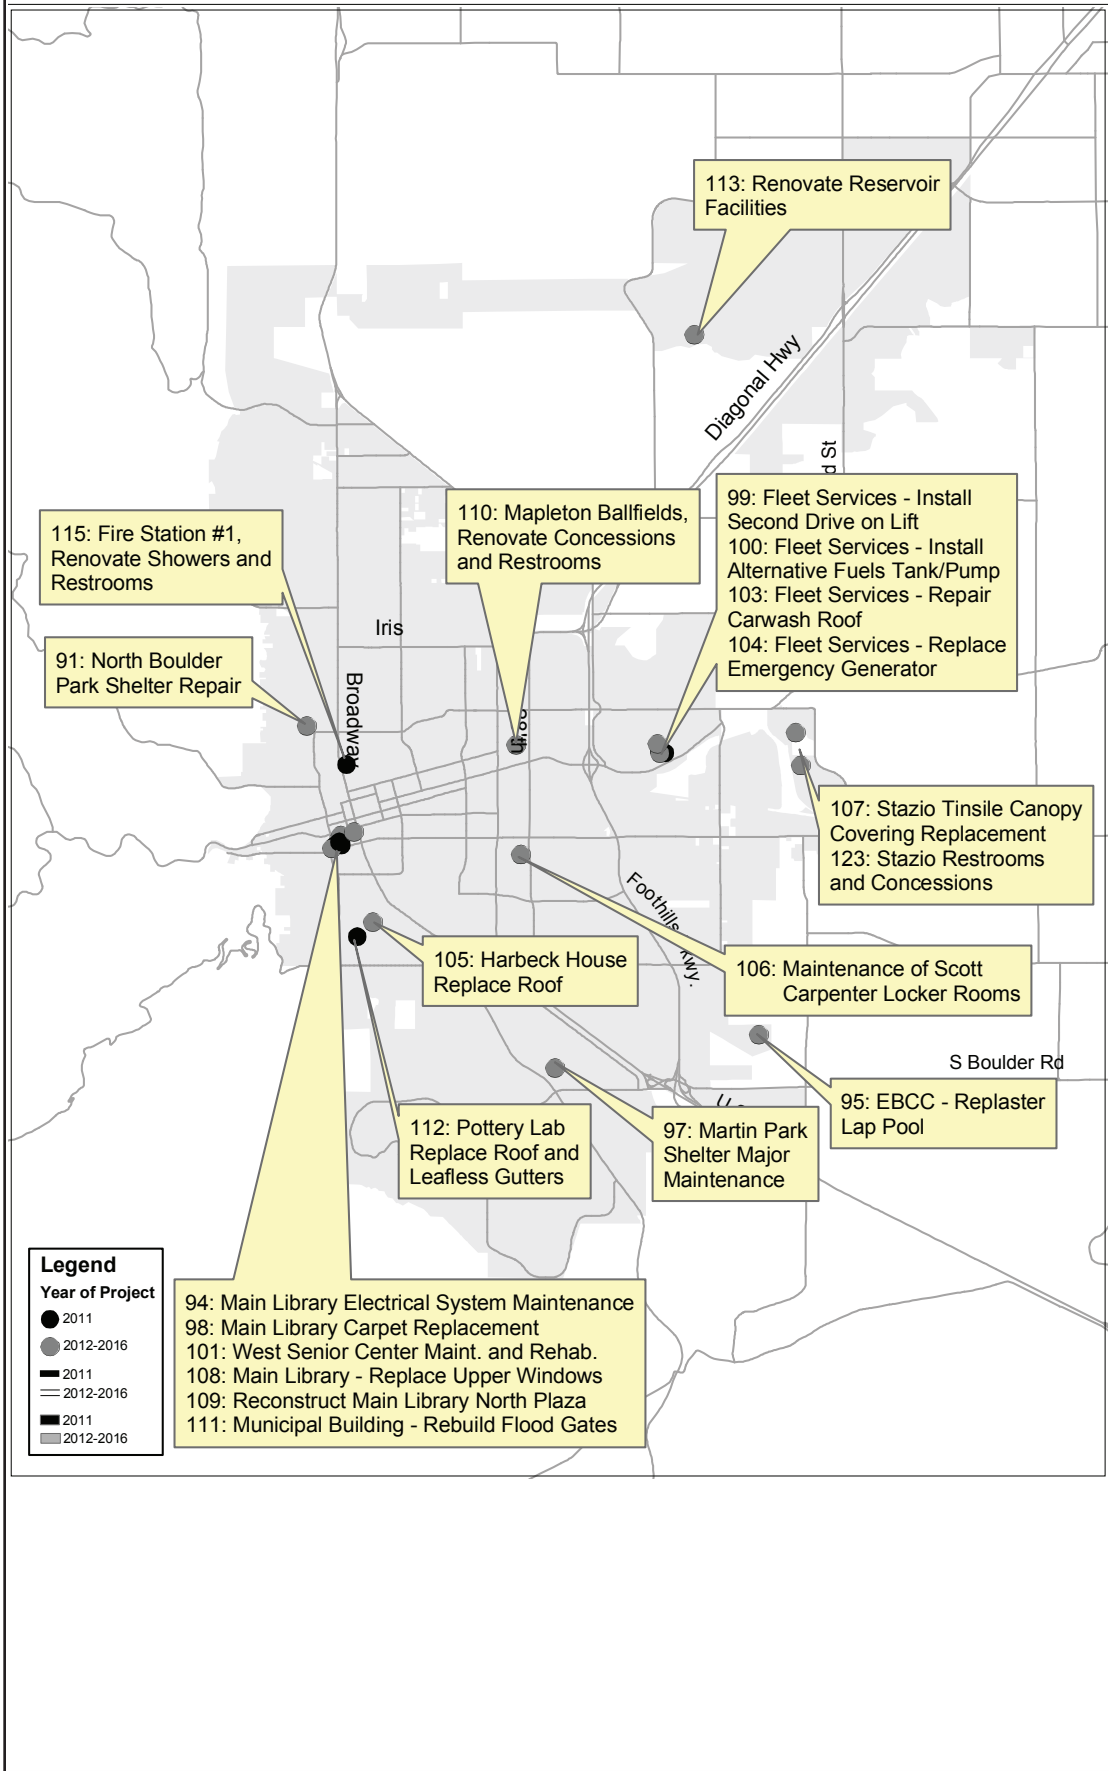 113: Renovate Reservoir
Facilities
Diagonal Hwy
d St
99: Fleet Services - Install
Second Drive on Lift
100: Fleet Services - Install
Alternative Fuels Tank/Pump
103: Fleet Services - Repair
Carwash Roof
104: Fleet Services - Replace
Emergency Generator
110: Mapleton Ballfields,
Renovate Concessions
and Restrooms
115: Fire Station #1,
Renovate Showers and
Restrooms
Iris
91: North Boulder
Park Shelter Repair
Broadway
107: Stazio Tinsile Canopy
Covering Replacement
123: Stazio Restrooms
and Concessions
Foothills
kwy.
105: Harbeck House
Replace Roof
106: Maintenance of Scott
Carpenter Locker Rooms
S Boulder Rd
95: EBCC - Replaster
Lap Pool
112: Pottery Lab
Replace Roof and
Leafless Gutters
97: Martin Park
Shelter Major
Maintenance
94: Main Library Electrical System Maintenance
98: Main Library Carpet Replacement
101: West Senior Center Maint. and Rehab.
108: Main Library - Replace Upper Windows
109: Reconstruct Main Library North Plaza
111: Municipal Building - Rebuild Flood Gates
Legend
Year of Project
2011
2012-2016
2011
2012-2016
2011
2012-2016